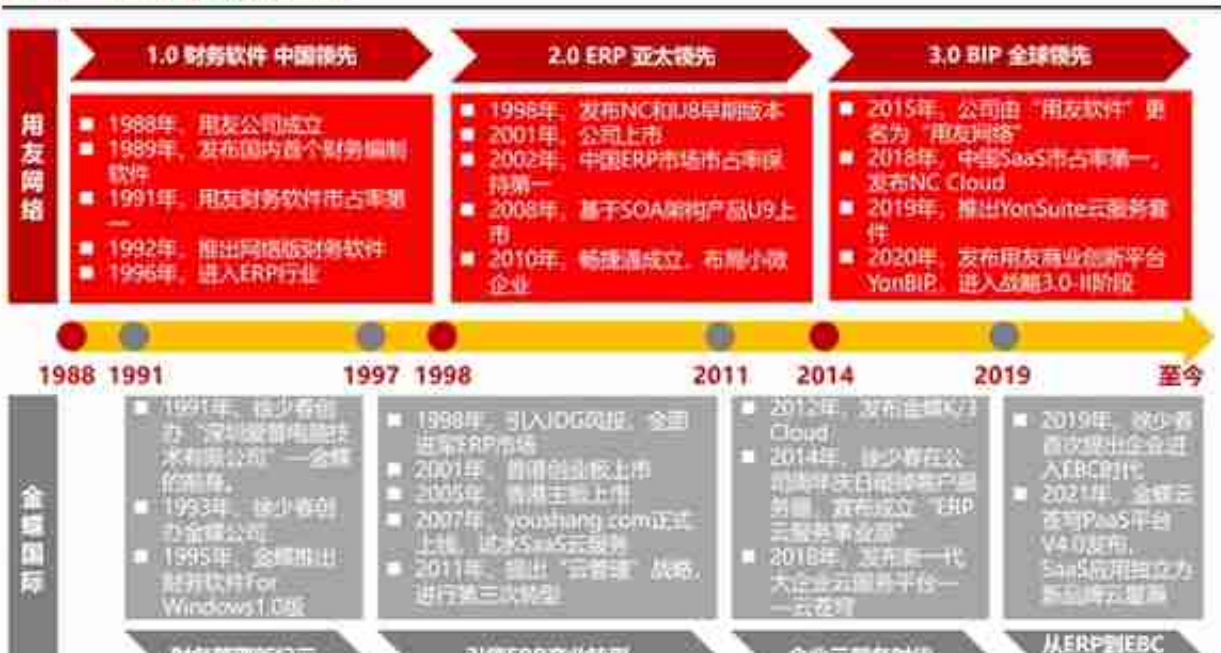 1.0 财务软件 中国领先
2.0 ERP 亚太领先
3.0 BIP 全球领先
用友网络
1988年，用友公司成立
1989年，发布国内首个财务编制
软件
1991年，用友财务软件市占率第
一
1992年，推出网络版财务软件
1996年，进入ERP行业
1998年，发布NC和U8早期版本
2001年，公司上市
2002年，中国ERP市场市占率保
持第一
2008年，基于SOA架构产品U9上
市
2010年，畅捷通成立，布局小微
企业
2015年，公司由“用友软件”更
名为“用友网络”
2018年，中国SaaS市占率第一，
发布NC Cloud
2019年，推出YonSuite云服务套
件
2020年，发布用友商业创新平台
YonBIP，进入战略3.0-II阶段
1988 1991 1997 1998 2011 2014 2019 至今
金蝶国际
1991年，徐少春创
办“深圳爱普电脑技
术有限公司”—金蝶
的前身。
1993年，徐少春创
办金蝶公司
1995年，金蝶推出
财务软件For
Windows1.0版
1998年，引入IDG风投，全面
进军ERP市场
2001年，香港创业板上市
2005年，香港主板上市
2007年，youshang.com正式
上线，试水SaaS云服务
2011年，提出“云管理”战略，
进行第三次转型
2012年，发布金蝶K/3
Cloud
2014年，徐少春在公
司周年庆日砸掉客户服
务器，宣布成立“ERP
云服务事业部”
2018年，发布新一代
大企业云服务平台—
—云苍穹
2019年，徐少春
首次提出企业进
入EBC时代
2021年，金蝶云
苍穹PaaS平台
V4.0发布，
SaaS应用独立为
新品牌云星瀚
从ERP到EBC